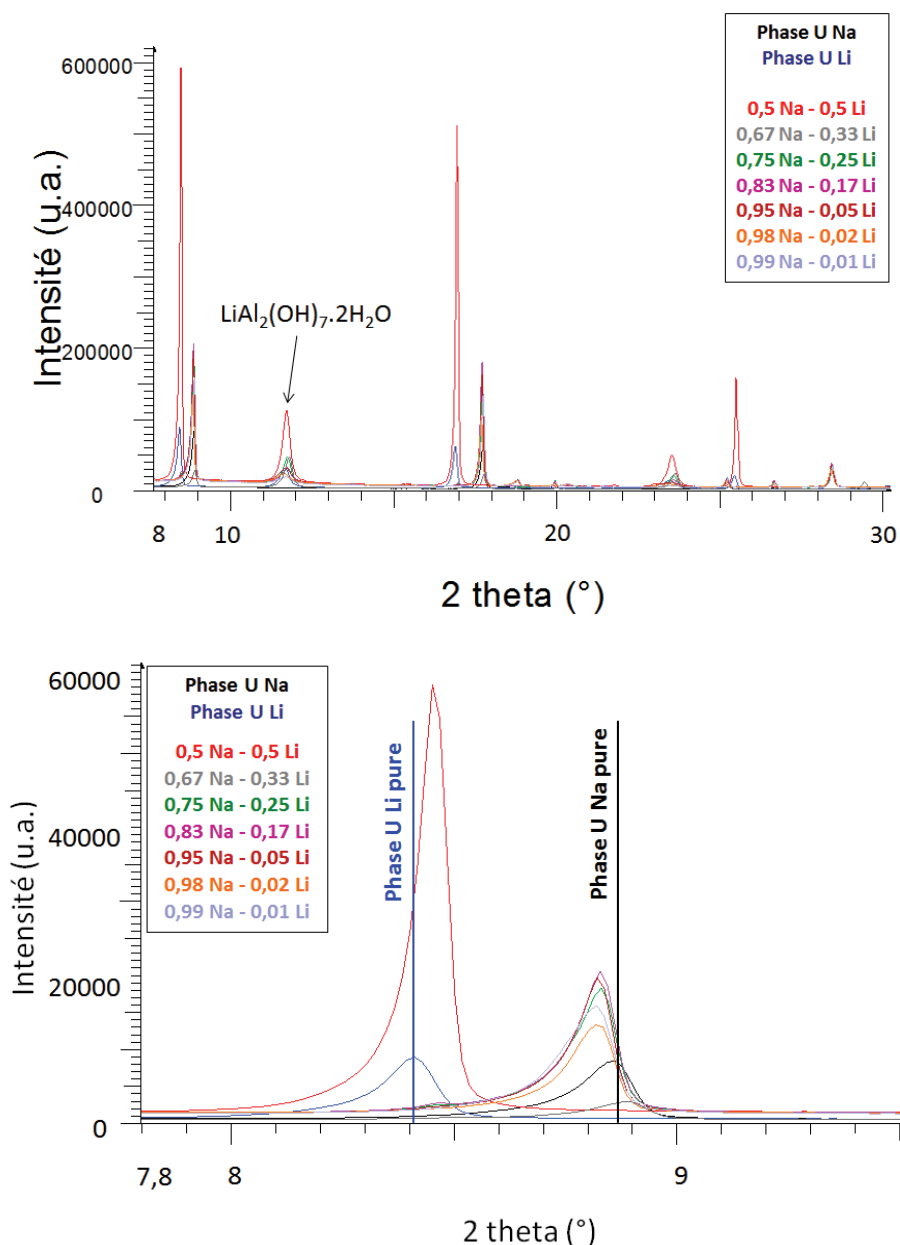 Phase U Na
Phase U Li
0,5 Na - 0,5 Li
0,67 Na - 0,33 Li
0,75 Na - 0,25 Li
0,83 Na - 0,17 Li
0,95 Na - 0,05 Li
0,98 Na - 0,02 Li
0,99 Na - 0,01 Li
Intensité (u.a.)
600000
400000
200000
0
LiAl₂(OH)₇.2H₂O
8
10
20
30
2 theta (°)
Phase U Na
Phase U Li
0,5 Na - 0,5 Li
0,67 Na - 0,33 Li
0,75 Na - 0,25 Li
0,83 Na - 0,17 Li
0,95 Na - 0,05 Li
0,98 Na - 0,02 Li
0,99 Na - 0,01 Li
Intensité (u.a.)
60000
40000
20000
0
Phase U Li pure
Phase U Na pure
7,8
8
9
2 theta (°)